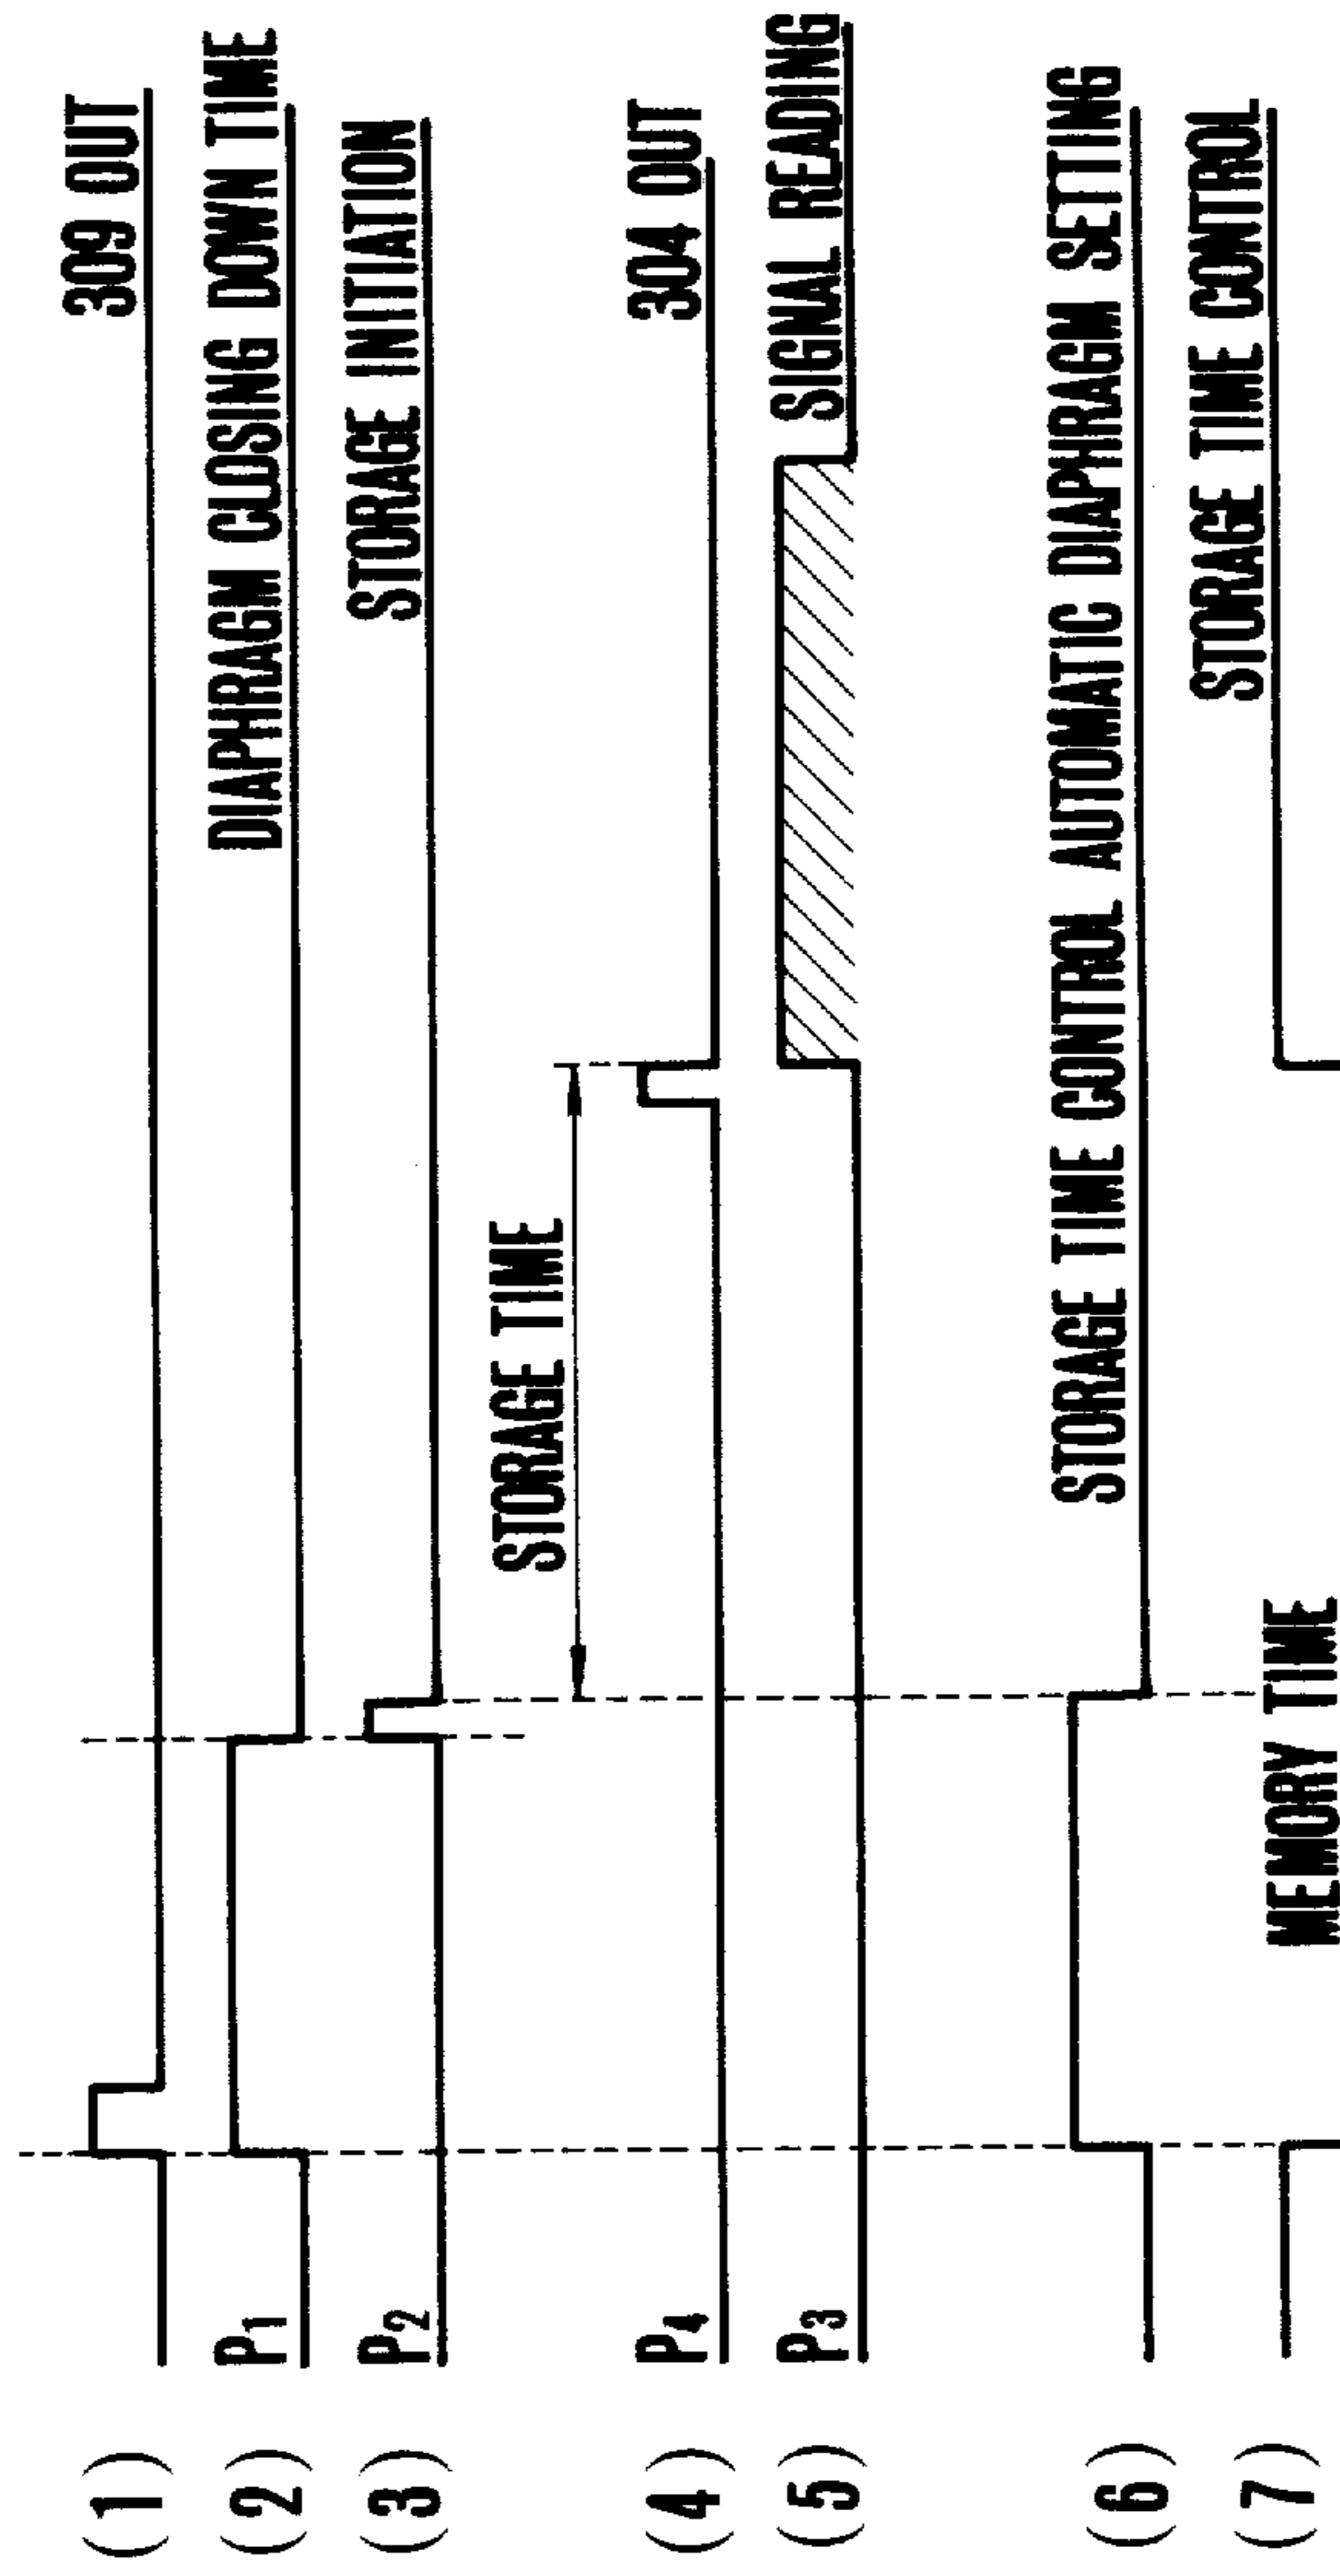 (1) 309 OUT
(2) P1 DIAPHRAGM CLOSING DOWN TIME
(3) P2 STORAGE INITIATION
STORAGE TIME
(4) P4 304 OUT
(5) P3 SIGNAL READING
(6) STORAGE TIME CONTROL AUTOMATIC DIAPHRAGM SETTING
(7) STORAGE TIME CONTROL
MEMORY TIME